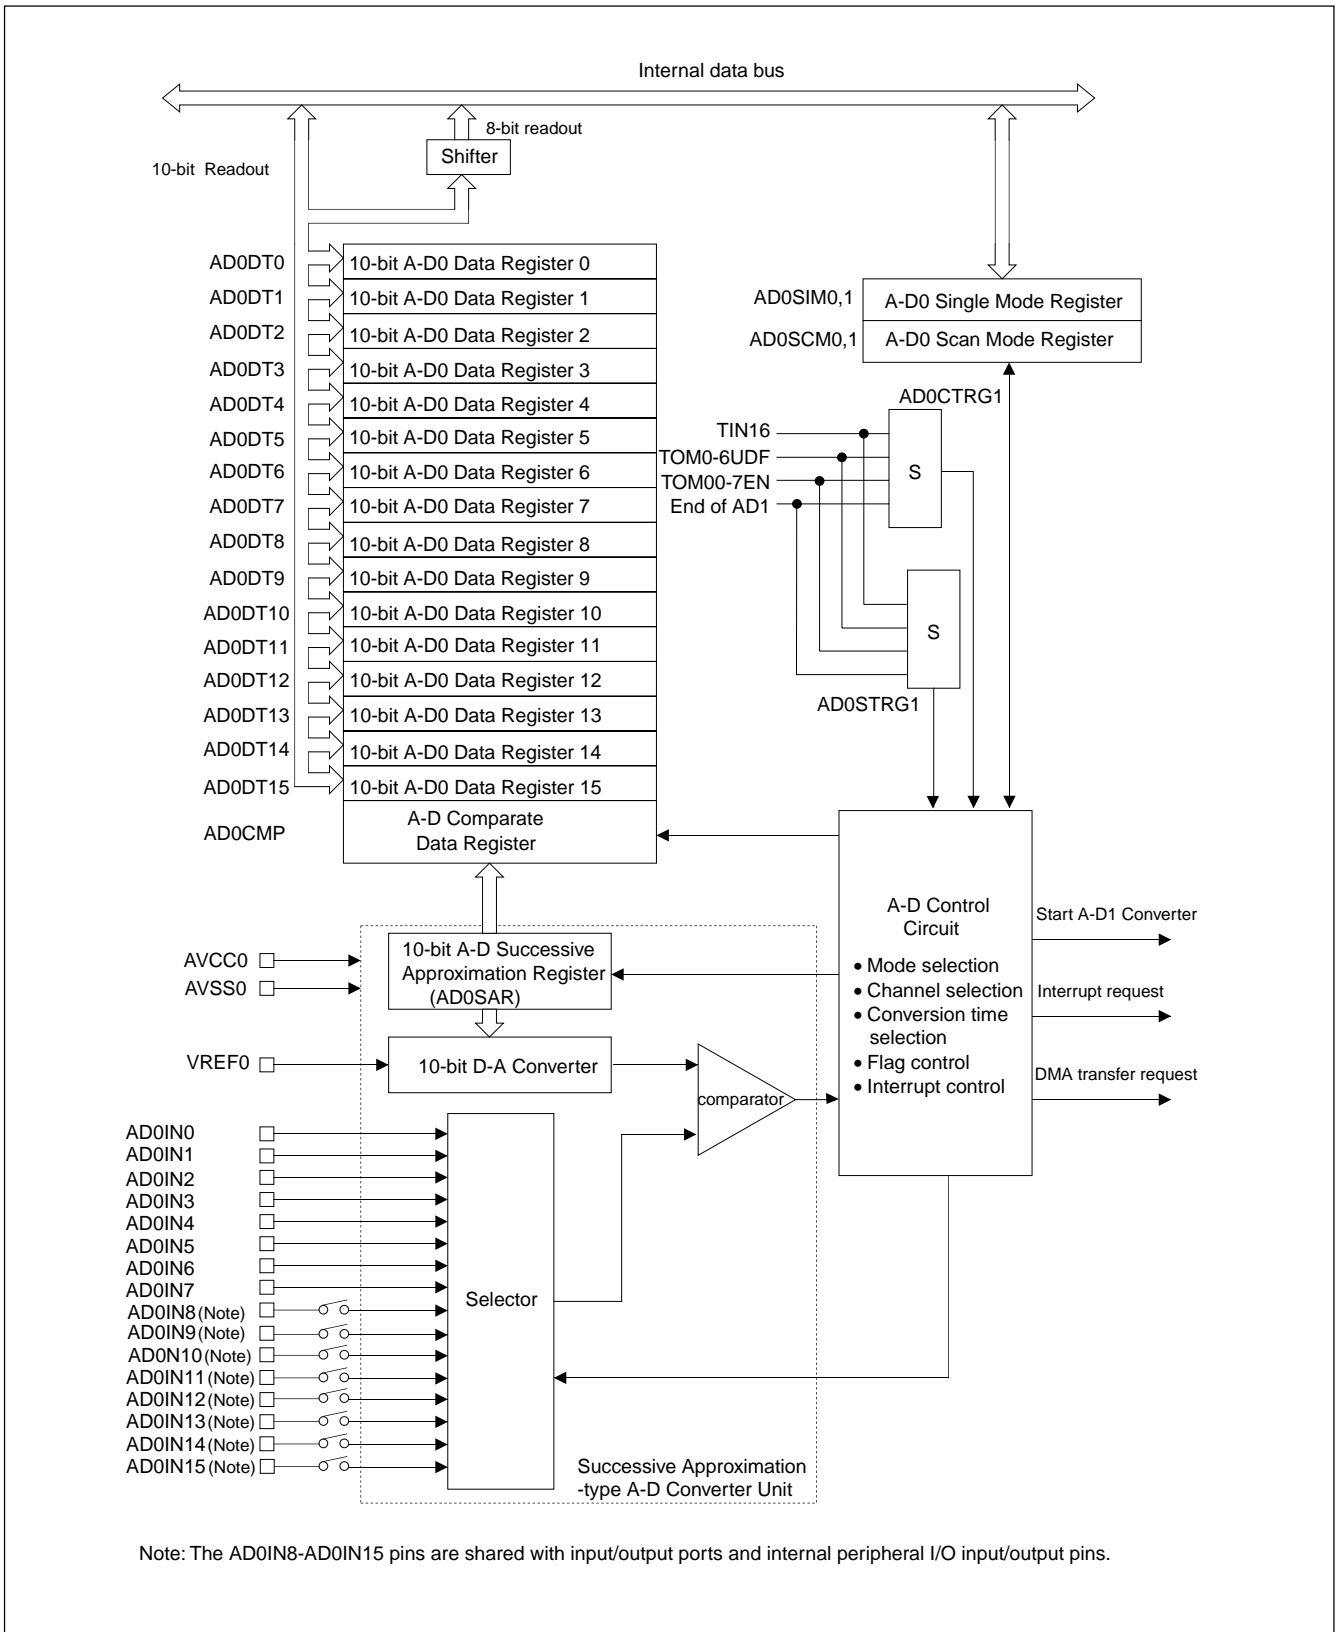 Internal data bus
8-bit readout
Shifter
10-bit Readout
AD0DT0
10-bit A-D0 Data Register 0
AD0DT1
10-bit A-D0 Data Register 1
AD0DT2
10-bit A-D0 Data Register 2
AD0DT3
10-bit A-D0 Data Register 3
AD0DT4
10-bit A-D0 Data Register 4
AD0DT5
10-bit A-D0 Data Register 5
AD0DT6
10-bit A-D0 Data Register 6
AD0DT7
10-bit A-D0 Data Register 7
AD0DT8
10-bit A-D0 Data Register 8
AD0DT9
10-bit A-D0 Data Register 9
AD0DT10
10-bit A-D0 Data Register 10
AD0DT11
10-bit A-D0 Data Register 11
AD0DT12
10-bit A-D0 Data Register 12
AD0DT13
10-bit A-D0 Data Register 13
AD0DT14
10-bit A-D0 Data Register 14
AD0DT15
10-bit A-D0 Data Register 15
AD0CMP
A-D Comparate
Data Register
AD0SIM0,1
A-D0 Single Mode Register
AD0SCM0,1
A-D0 Scan Mode Register
AD0CTRG1
TIN16
TOM0-6UDF
TOM00-7EN
End of AD1
S
S
AD0STRG1
A-D Control
Circuit
• Mode selection
• Channel selection
• Conversion time
selection
• Flag control
• Interrupt control
Start A-D1 Converter
Interrupt request
DMA transfer request
AVCC0
AVSS0
10-bit A-D Successive
Approximation Register
(AD0SAR)
VREF0
10-bit D-A Converter
comparator
AD0IN0
AD0IN1
AD0IN2
AD0IN3
AD0IN4
AD0IN5
AD0IN6
AD0IN7
AD0IN8(Note)
AD0IN9(Note)
AD0N10(Note)
AD0IN11(Note)
AD0IN12(Note)
AD0IN13(Note)
AD0IN14(Note)
AD0IN15(Note)
Selector
Successive Approximation
-type A-D Converter Unit
Note: The AD0IN8-AD0IN15 pins are shared with input/output ports and internal peripheral I/O input/output pins.